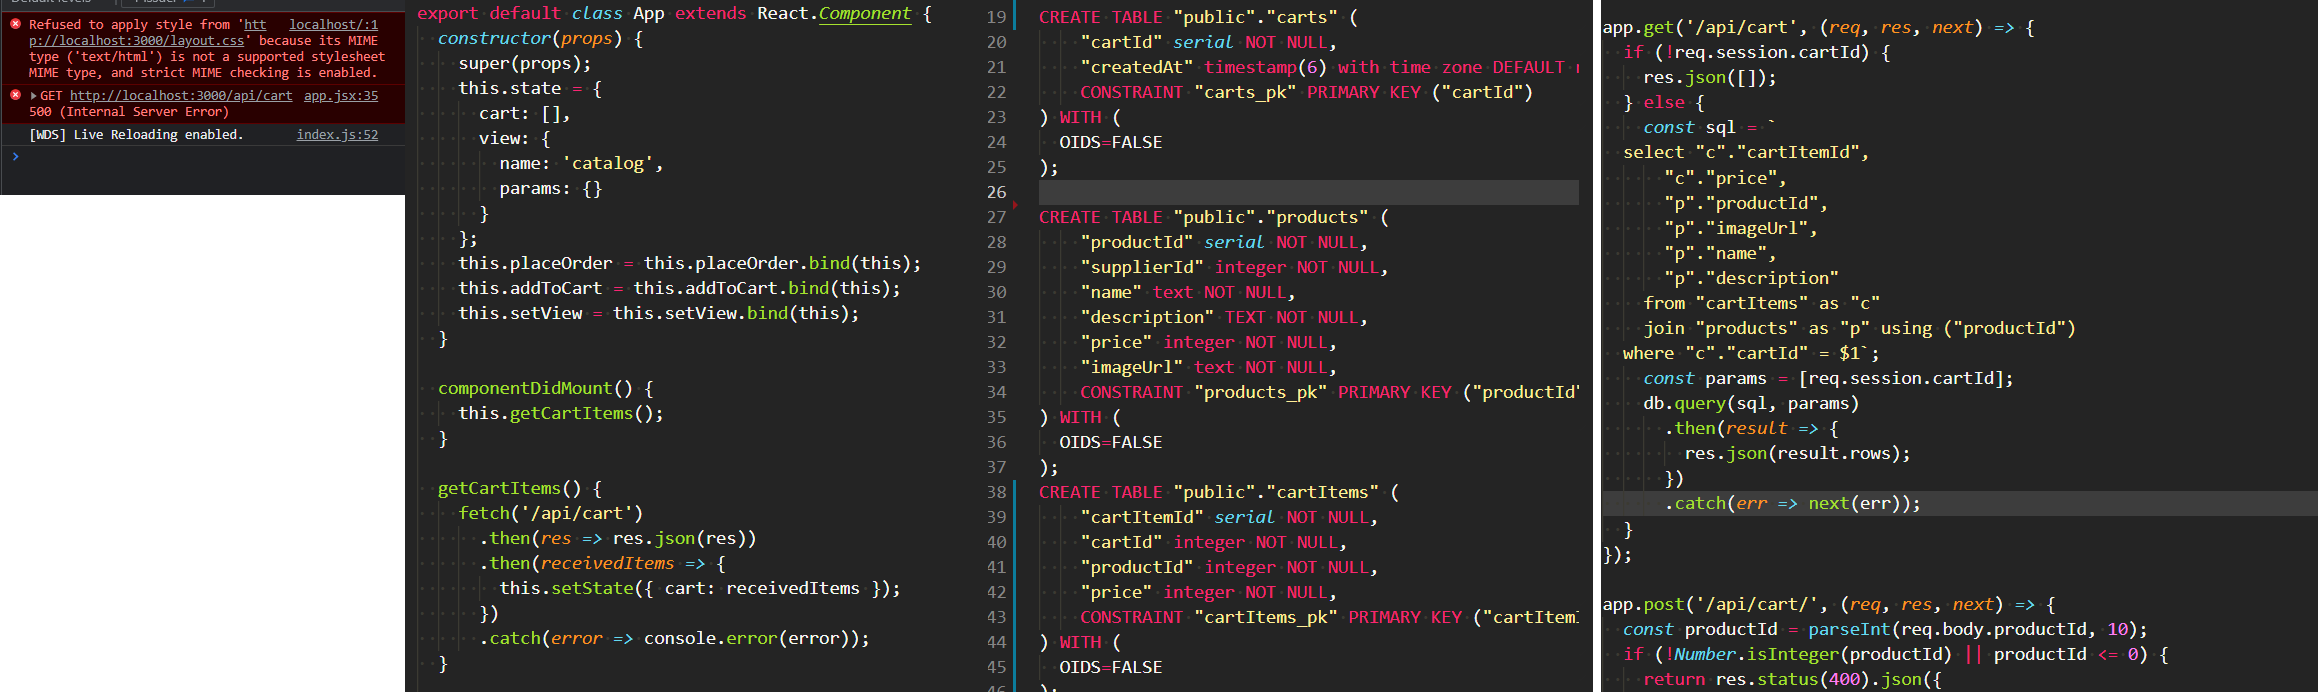 Refused to apply style from 'htt localhost/:1
p://localhost:3000/layout.css' because its MIME
type ('text/html') is not a supported stylesheet
MIME type, and strict MIME checking is enabled.
GET http://localhost:3000/api/cart app.jsx:35
500 (Internal Server Error)
[WDS] Live Reloading enabled. index.js:52
export default class App extends React.Component {
constructor(props) {
super(props);
this.state = {
cart: [],
view: {
name: 'catalog',
params: {}
}
};
this.placeOrder = this.placeOrder.bind(this);
this.addToCart = this.addToCart.bind(this);
this.setView = this.setView.bind(this);
}
componentDidMount() {
this.getCartItems();
}
getCartItems() {
fetch('/api/cart')
.then(res => res.json(res))
.then(receivedItems => {
this.setState({ cart: receivedItems });
})
.catch(error => console.error(error));
}
19 CREATE TABLE "public"."carts" (
20 "cartId" serial NOT NULL,
21 "createdAt" timestamp(6) with time zone DEFAULT
22 CONSTRAINT "carts_pk" PRIMARY KEY ("cartId")
23 ) WITH (
24 OIDS=FALSE
25 );
26
27 CREATE TABLE "public"."products" (
28 "productId" serial NOT NULL,
29 "supplierId" integer NOT NULL,
30 "name" text NOT NULL,
31 "description" TEXT NOT NULL,
32 "price" integer NOT NULL,
33 "imageUrl" text NOT NULL,
34 CONSTRAINT "products_pk" PRIMARY KEY ("productId"
35 ) WITH (
36 OIDS=FALSE
37 );
38 CREATE TABLE "public"."cartItems" (
39 "cartItemId" serial NOT NULL,
40 "cartId" integer NOT NULL,
41 "productId" integer NOT NULL,
42 "price" integer NOT NULL,
43 CONSTRAINT "cartItems_pk" PRIMARY KEY ("cartItem
44 ) WITH (
45 OIDS=FALSE
app.get('/api/cart', (req, res, next) => {
if (!req.session.cartId) {
res.json([]);
} else {
const sql = `
select "c"."cartItemId",
"c"."price",
"p"."productId",
"p"."imageUrl",
"p"."name",
"p"."description"
from "cartItems" as "c"
join "products" as "p" using ("productId")
where "c"."cartId" = $1`;
const params = [req.session.cartId];
db.query(sql, params)
.then(result => {
res.json(result.rows);
})
.catch(err => next(err));
}
});
app.post('/api/cart/', (req, res, next) => {
const productId = parseInt(req.body.productId, 10);
if (!Number.isInteger(productId) || productId <= 0) {
return res.status(400).json({